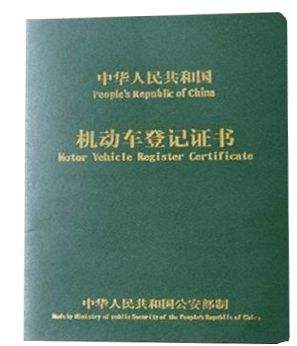 中华人民共和国
People's Republic of China
机动车登记证书
Motor Vehicle Register Certificate
中华人民共和国公安部制
Made by Ministry of public Security of the People's Republic of China